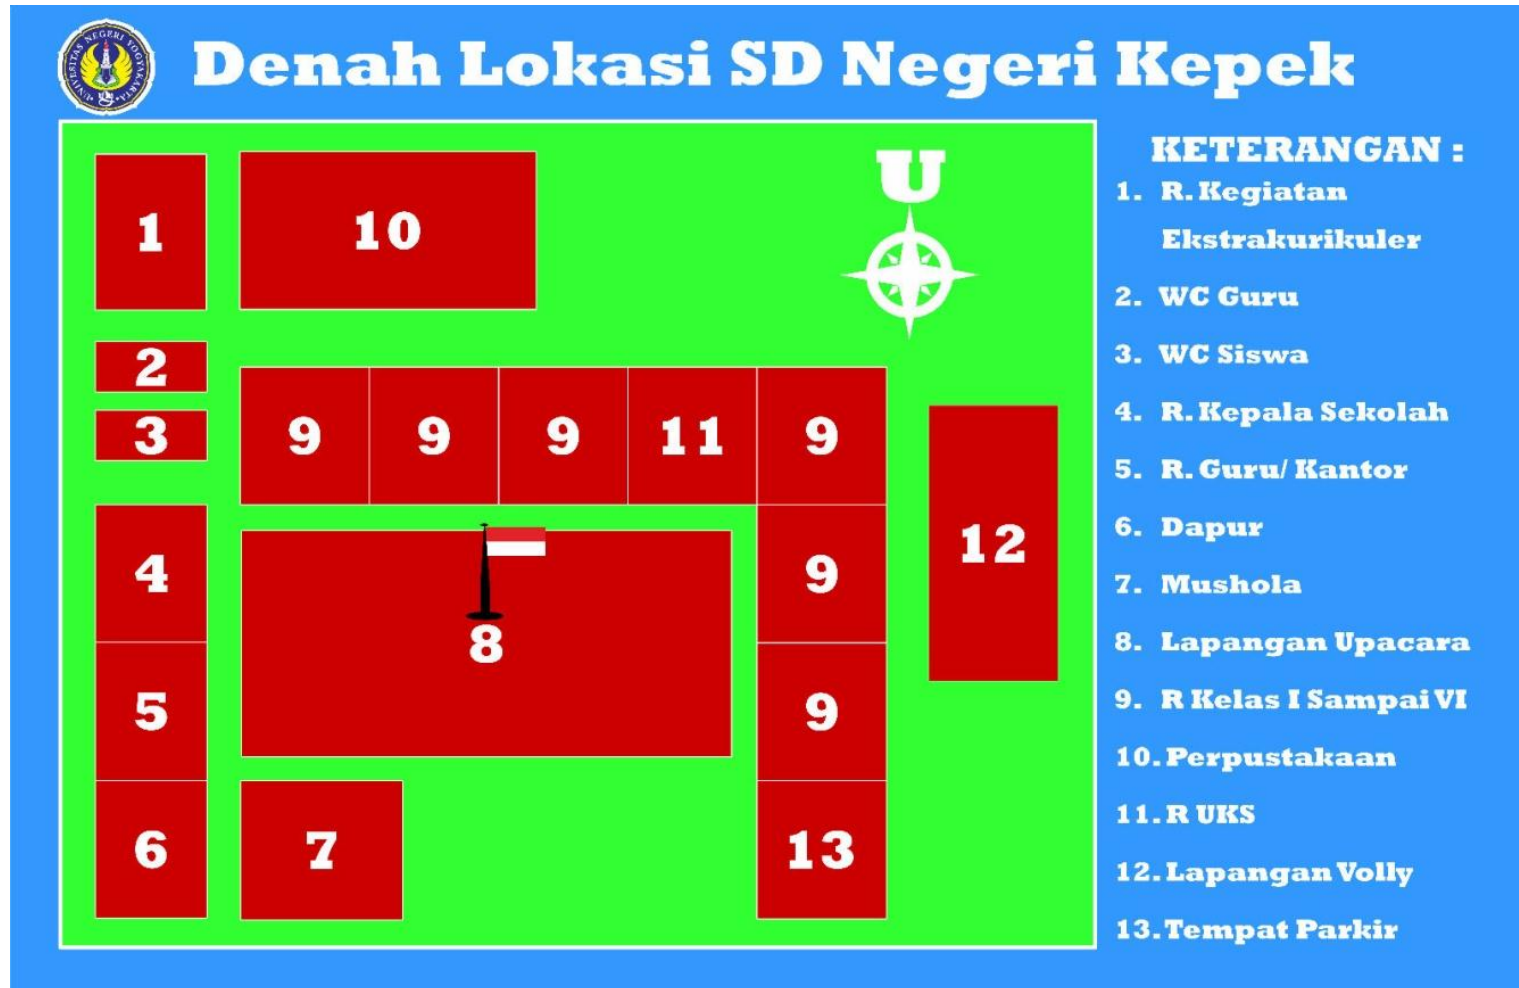 UNIVERSITAS NEGERI YOGYAKARTA
Denah Lokasi SD Negeri Kepek
U
1
10
2
3
9 9 9 11 9
12
4
9
8
5
9
6
7
13
KETERANGAN :
1. R. Kegiatan
Ekstrakurikuler
2. WC Guru
3. WC Siswa
4. R. Kepala Sekolah
5. R. Guru/ Kantor
6. Dapur
7. Mushola
8. Lapangan Upacara
9. R Kelas I Sampai VI
10. Perpustakaan
11. R UKS
12. Lapangan Volly
13. Tempat Parkir